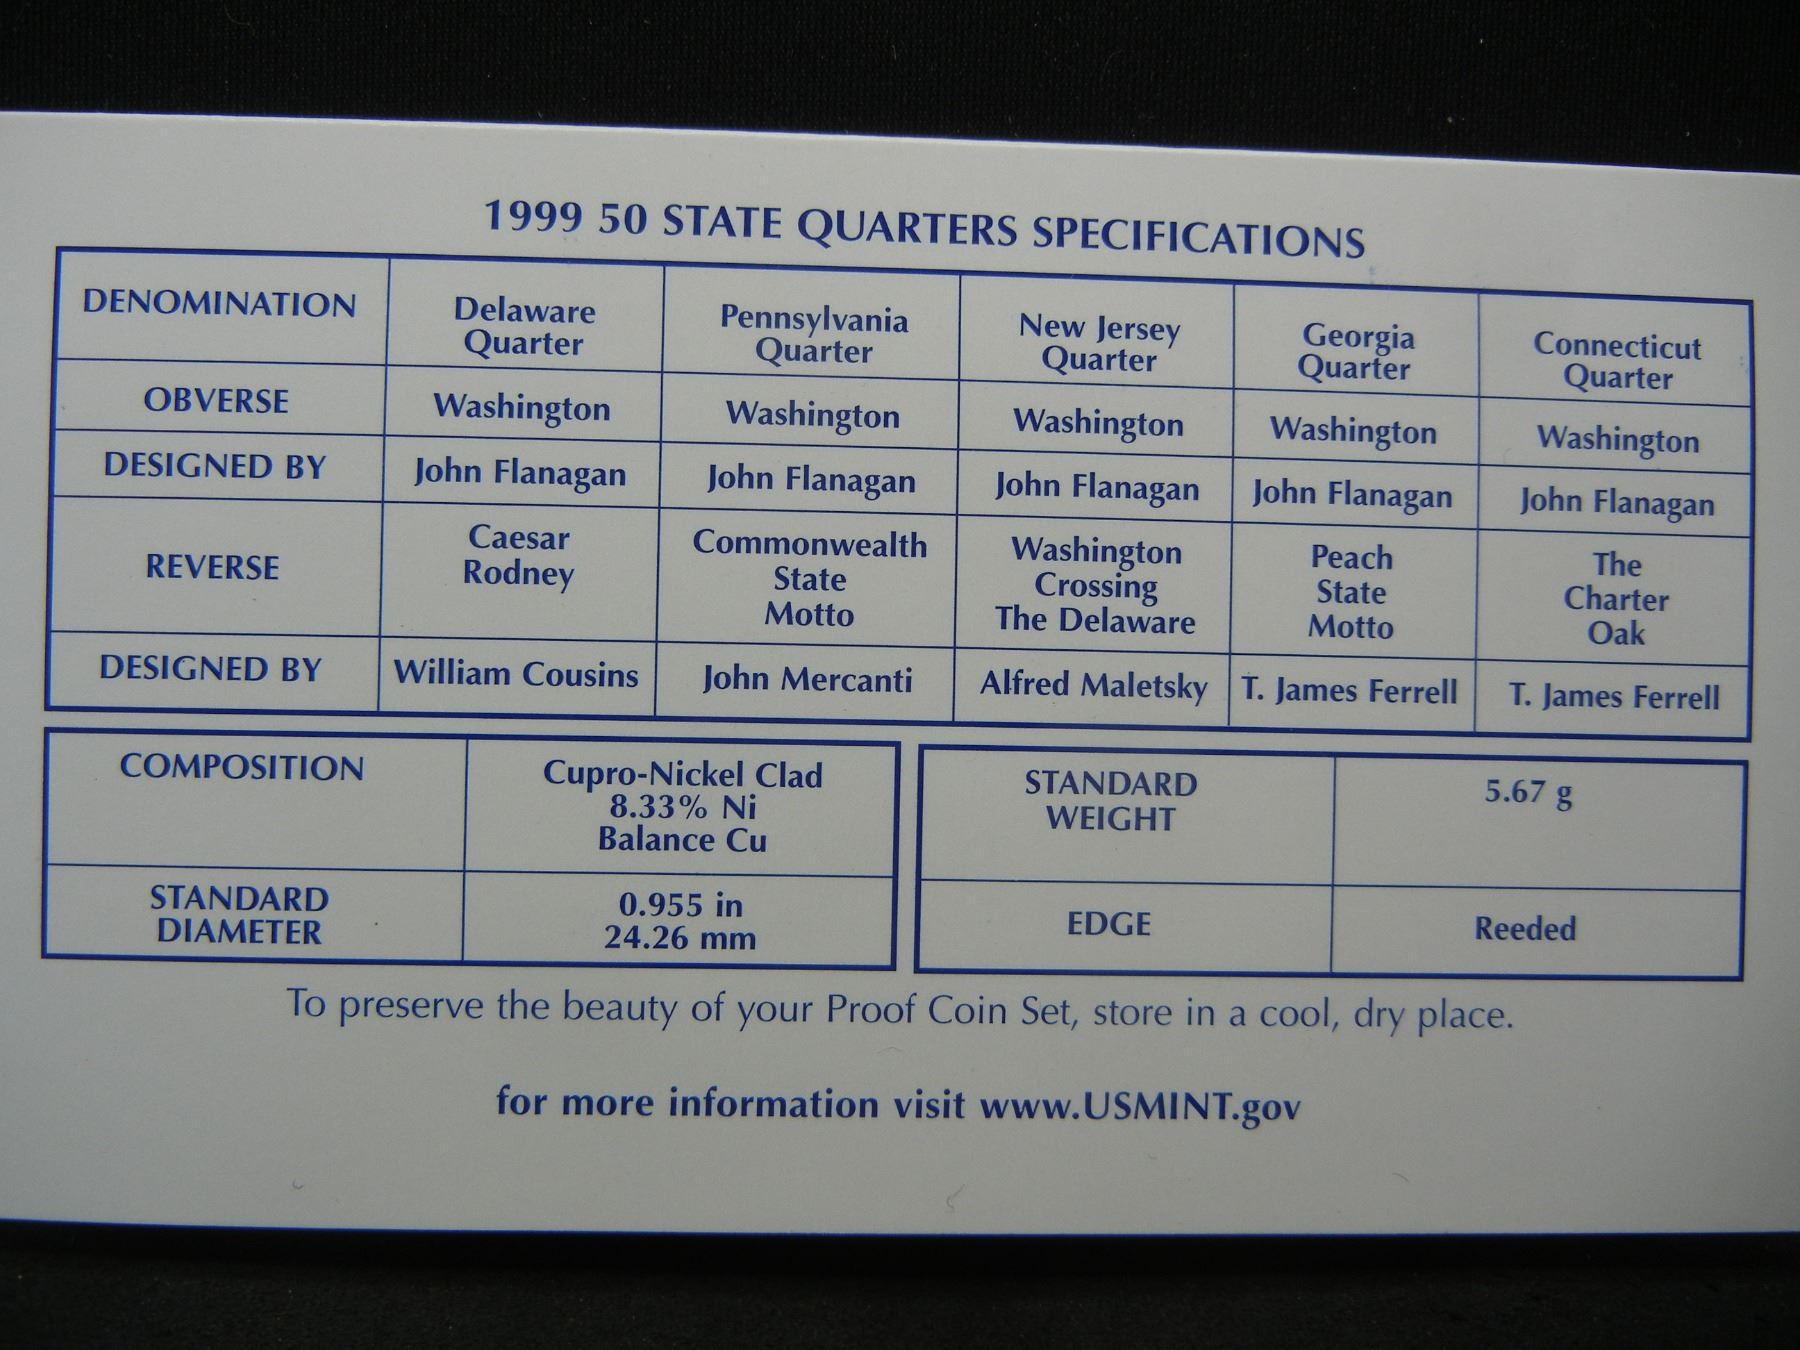 1999 50 STATE QUARTERS SPECIFICATIONS
DENOMINATION
Delaware
Quarter
Pennsylvania
Quarter
New Jersey
Quarter
Georgia
Quarter
Connecticut
Quarter
OBVERSE
Washington
Washington
Washington
Washington
Washington
DESIGNED BY
John Flanagan
John Flanagan
John Flanagan
John Flanagan
John Flanagan
REVERSE
Caesar
Rodney
Commonwealth
State
Motto
Washington
Crossing
The Delaware
Peach
State
Motto
The
Charter
Oak
DESIGNED BY
William Cousins
John Mercanti
Alfred Maletsky
T. James Ferrell
T. James Ferrell
COMPOSITION
Cupro-Nickel Clad
8.33% Ni
Balance Cu
STANDARD
DIAMETER
0.955 in
24.26 mm
STANDARD
WEIGHT
5.67 g
EDGE
Reeded
To preserve the beauty of your Proof Coin Set, store in a cool, dry place.
for more information visit www.USMINT.gov